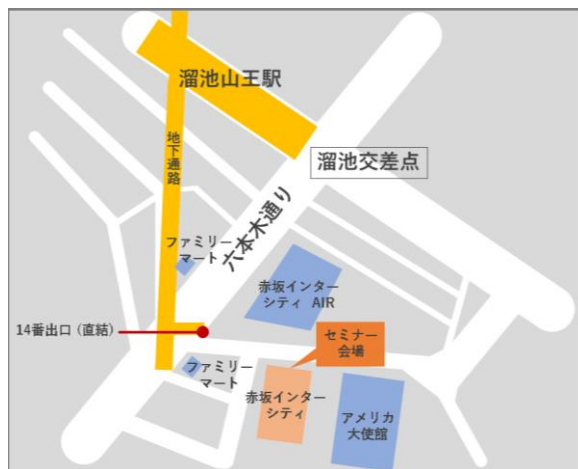 溜池山王駅
地下通路
溜池交差点
六本木通り
ファミリー
マート
赤坂インター
シティ AIR
14番出口 (直結)
セミナー
会場
ファミリー
マート
赤坂インター
シティ
アメリカ
大使館